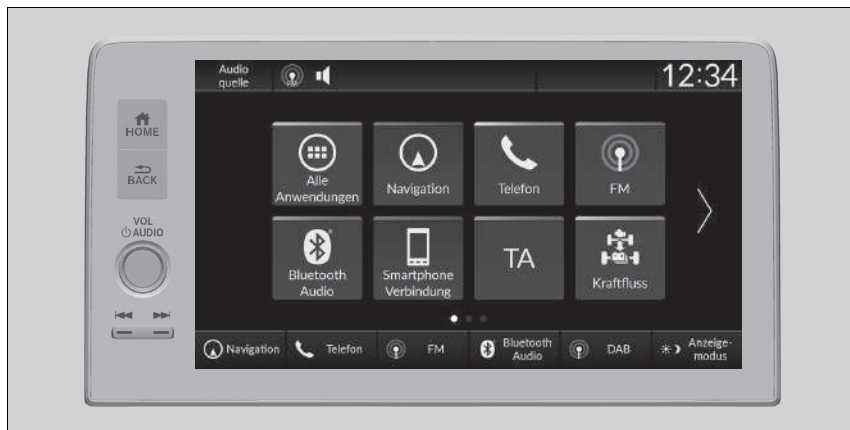 Audio
quelle
12:34
HOME
BACK
VOL
AUDIO
Alle
Anwendungen
Navigation
Telefon
FM
Bluetooth
Audio
Smartphone
Verbindung
TA
Kraftfluss
Navigation
Telefon
FM
Bluetooth
Audio
DAB
Anzeige-
modus